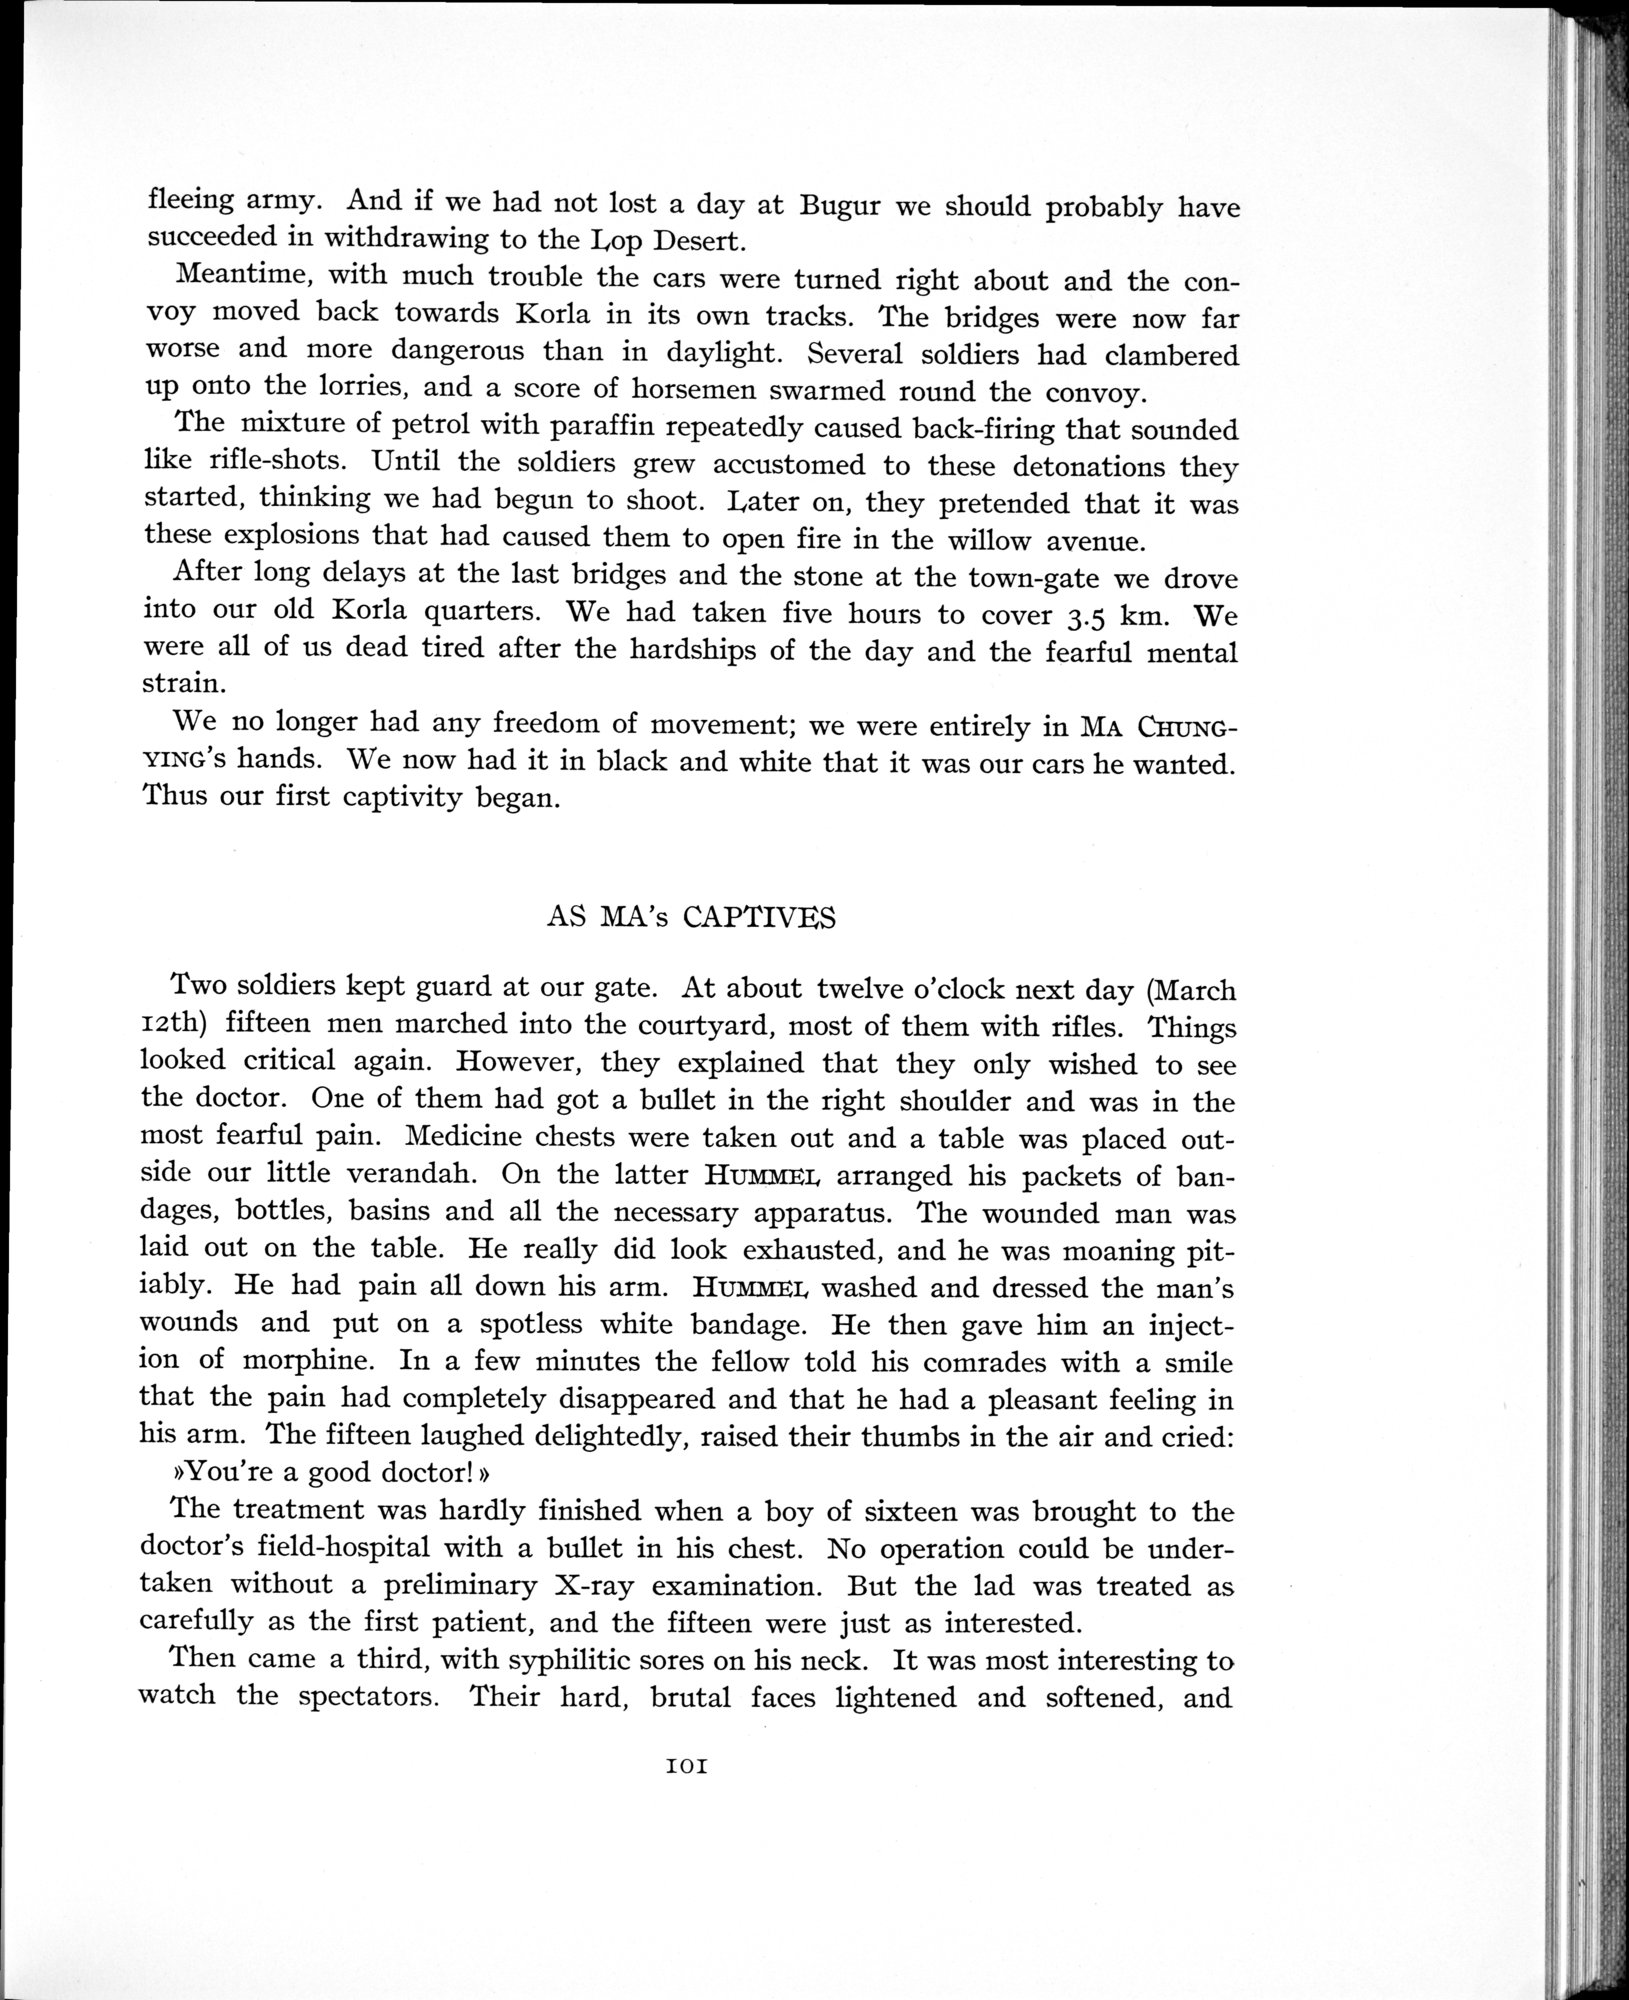 fleeing army. And if we had not lost a day at Bugur we should probably have
succeeded in withdrawing to the Lop Desert.
Meantime, with much trouble the cars were turned right about and the con-
voy moved back towards Korla in its own tracks. The bridges were now far
worse and more dangerous than in daylight. Several soldiers had clambered
up onto the lorries, and a score of horsemen swarmed round the convoy.
The mixture of petrol with paraffin repeatedly caused back-firing that sounded
like rifle-shots. Until the soldiers grew accustomed to these detonations they
started, thinking we had begun to shoot. Later on, they pretended that it was
these explosions that had caused them to open fire in the willow avenue.
After long delays at the last bridges and the stone at the town-gate we drove
into our old Korla quarters. We had taken five hours to cover 3.5 km. We
were all of us dead tired after the hardships of the day and the fearful mental
strain.
We no longer had any freedom of movement; we were entirely in MA CHUNG-
YING's hands. We now had it in black and white that it was our cars he wanted.
Thus our first captivity began.
AS MA's CAPTIVES
Two soldiers kept guard at our gate. At about twelve o'clock next day (March
12th) fifteen men marched into the courtyard, most of them with rifles. Things
looked critical again. However, they explained that they only wished to see
the doctor. One of them had got a bullet in the right shoulder and was in the
most fearful pain. Medicine chests were taken out and a table was placed out-
side our little verandah. On the latter HUMMEL arranged his packets of ban-
dages, bottles, basins and all the necessary apparatus. The wounded man was
laid out on the table. He really did look exhausted, and he was moaning pit-
iably. He had pain all down his arm. HUMMEL washed and dressed the man's
wounds and put on a spotless white bandage. He then gave him an inject-
ion of morphine. In a few minutes the fellow told his comrades with a smile
that the pain had completely disappeared and that he had a pleasant feeling in
his arm. The fifteen laughed delightedly, raised their thumbs in the air and cried:
»You're a good doctor!»
The treatment was hardly finished when a boy of sixteen was brought to the
doctor's field-hospital with a bullet in his chest. No operation could be under-
taken without a preliminary X-ray examination. But the lad was treated as
carefully as the first patient, and the fifteen were just as interested.
Then came a third, with syphilitic sores on his neck. It was most interesting to
watch the spectators. Their hard, brutal faces lightened and softened, and
101